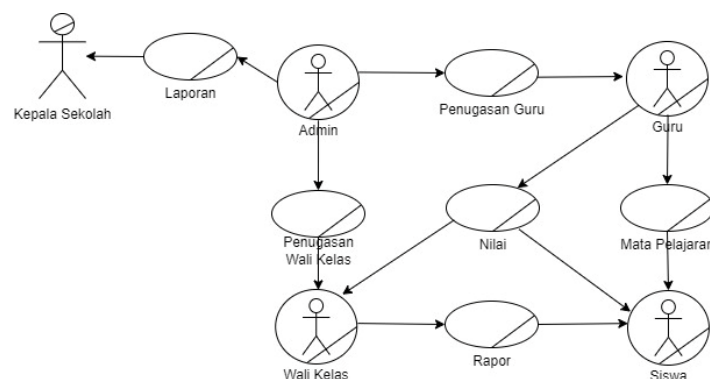 Kepala Sekolah
Laporan
Admin
Penugasan Guru
Guru
Penugasan
Wali Kelas
Nilai
Mata Pelajaran
Wali Kelas
Rapor
Siswa